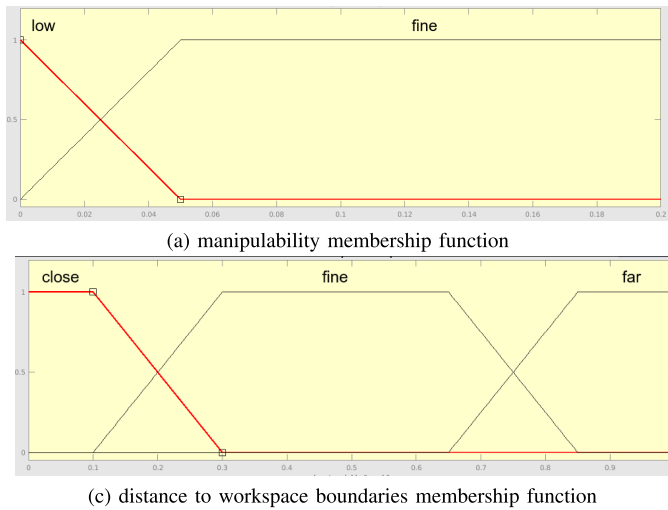 low fine
1
0.5
0
0 0.02 0.04 0.06 0.08 0.1 0.12 0.14 0.16 0.18 0.2
(a) manipulability membership function
close fine far
1
0.5
0
0 0.1 0.2 0.3 0.4 0.5 0.6 0.7 0.8 0.9
(c) distance to workspace boundaries membership function